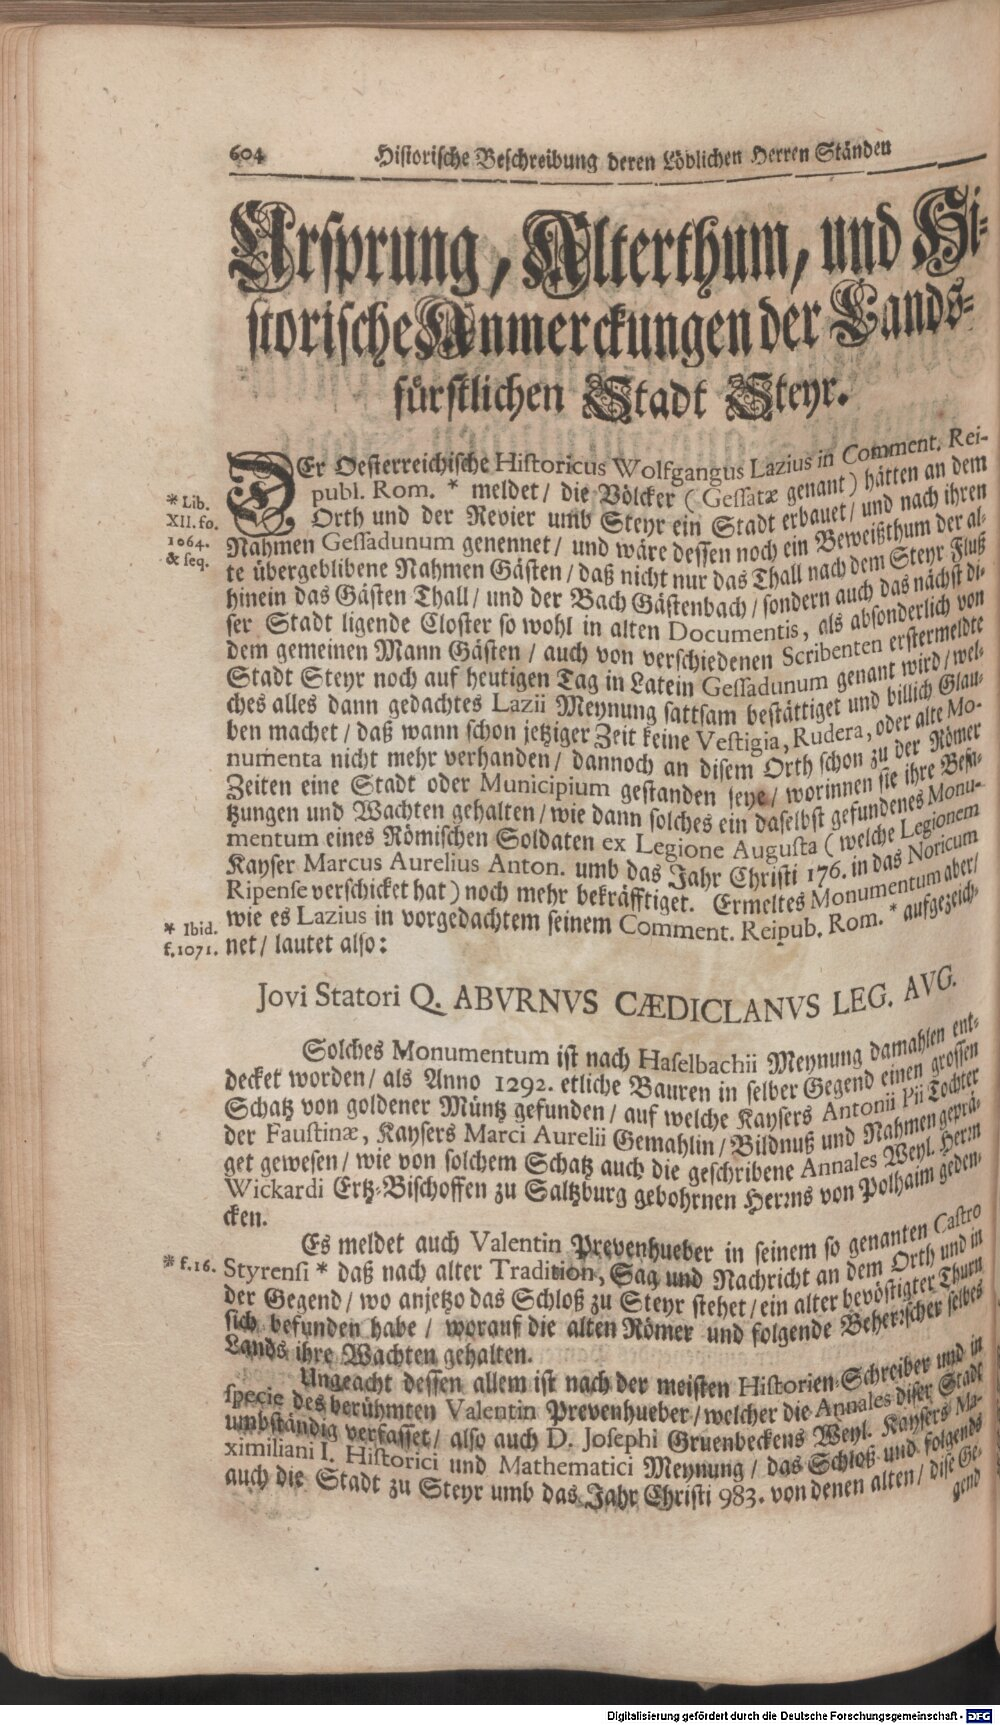 604 Historische Beschreibung deren Löblichen Herren Ständen
Ursprung, Alterthum, und Hi-
storische Anmerckungen der Lands-
fürstlichen Stadt Steyr.
DEr Oesterreichische Historicus Wolfgangus Lazius in Comment. Rei-
publ. Rom. * meldet/ die Völcker (Gessatæ genant) hätten an dem
* Lib.
XII. fo.
1064.
& seq.
Orth und der Revier umb Steyr ein Stadt erbauet/ und nach ihren
Nahmen Gessadunum genennet/ und wäre dessen noch ein Beweißthum der al-
te übergeblibene Nahmen Gästen/ daß nicht nur das Thall nach dem Steyr Fluß
hinein das Gästen Thall/ und der Bach Gästenbach/ sondern auch das nächst di-
ser Stadt ligende Closter so wohl in alten Documentis, als absonderlich von
dem gemeinen Mann Gästen/ auch von verschiedenen Scribenten erstermeldte
Stadt Steyr noch auf heutigen Tag in Latein Gessadunum genant wird/ wel-
ches alles dann gedachtes Lazii Meynung sattsam bestättiget und billich Glau-
ben machet/ daß wann schon jetziger Zeit keine Vestigia, Rudera, oder alte Mo-
numenta nicht mehr verhanden/ dannoch an disem Orth schon zu der Römer
Zeiten eine Stadt oder Municipium gestanden seye/ worinnen sie ihre Besa-
tzungen und Wachten gehalten/ wie dann solches ein daselbst gefundenes Monu-
mentum eines Römischen Soldaten ex Legione Augusta (welche Legionem
Kayser Marcus Aurelius Anton. umb das Jahr Christi 176. in das Noricum
Ripense verschicket hat) noch mehr bekräfftiget. Ermeltes Monumentum aber/
wie es Lazius in vorgedachtem seinem Comment. Reipub. Rom. * aufgezeich-
* Ibid.
f. 1071.
net/ lautet also:
Jovi Statori Q. ABVRNVS CÆDICLANVS LEG. AVG.
Solches Monumentum ist nach Haselbachii Meynung damahlen ent-
decket worden/ als Anno 1292. etliche Bauren in selber Gegend einen grossen
Schatz von goldener Müntz gefunden/ auf welche Kaysers Antonii Pii Tochter
der Faustinæ, Kaysers Marci Aurelii Gemahlin/ Bildnuß und Nahmen geprä-
get gewesen/ wie von solchem Schatz auch die geschribene Annales Weyl. Herrn
Wickardi Ertz-Bischoffen zu Saltzburg gebohrnen Herrns von Polhaim geden-
cken.
Es meldet auch Valentin Prevenhueber in seinem so genanten Castro
* f. 16.
Styrensi * daß nach alter Tradition, Sag und Nachricht an dem Orth und in
der Gegend/ wo anjetzo das Schloß zu Steyr stehet/ ein alter bevöstigter Thurn
sich befunden habe/ worauf die alten Römer und folgende Beherrscher selbes
Lands ihre Wachten gehalten.
Ungeacht dessen allem ist nach der meisten Historien-Schreiber und in
specie des berühmten Valentin Prevenhueber/ welcher die Annales diser Stadt
umbständig verfasset/ also auch D. Josephi Gruenbeckens Weyl. Kaysers Ma-
ximiliani I. Historici und Mathematici Meynung/ das Schloß und folgends
auch die Stadt zu Steyr umb das Jahr Christi 983. von denen alten/ dise Ge-
gend
Digitalisierung gefördert durch die Deutsche Forschungsgemeinschaft - DFG